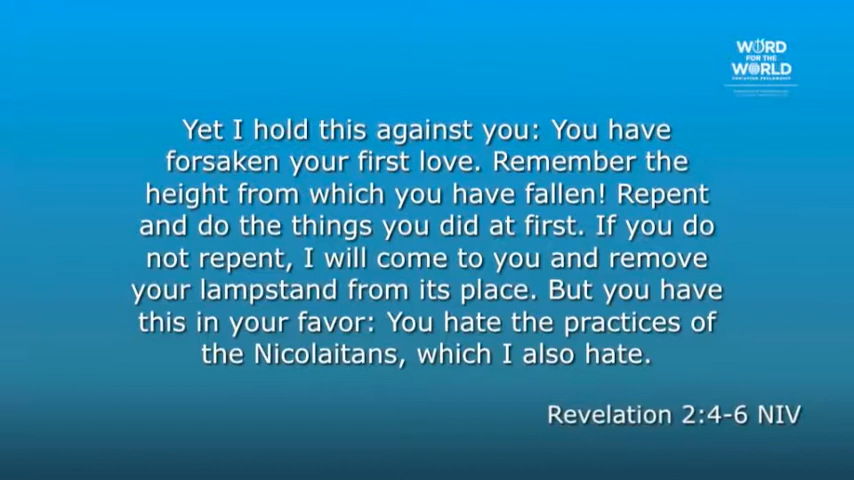 WORD
FOR THE
WORLD
CHRISTIAN FELLOWSHIP
Yet I hold this against you: You have
forsaken your first love. Remember the
height from which you have fallen! Repent
and do the things you did at first. If you do
not repent, I will come to you and remove
your lampstand from its place. But you have
this in your favor: You hate the practices of
the Nicolaitans, which I also hate.
Revelation 2:4-6 NIV